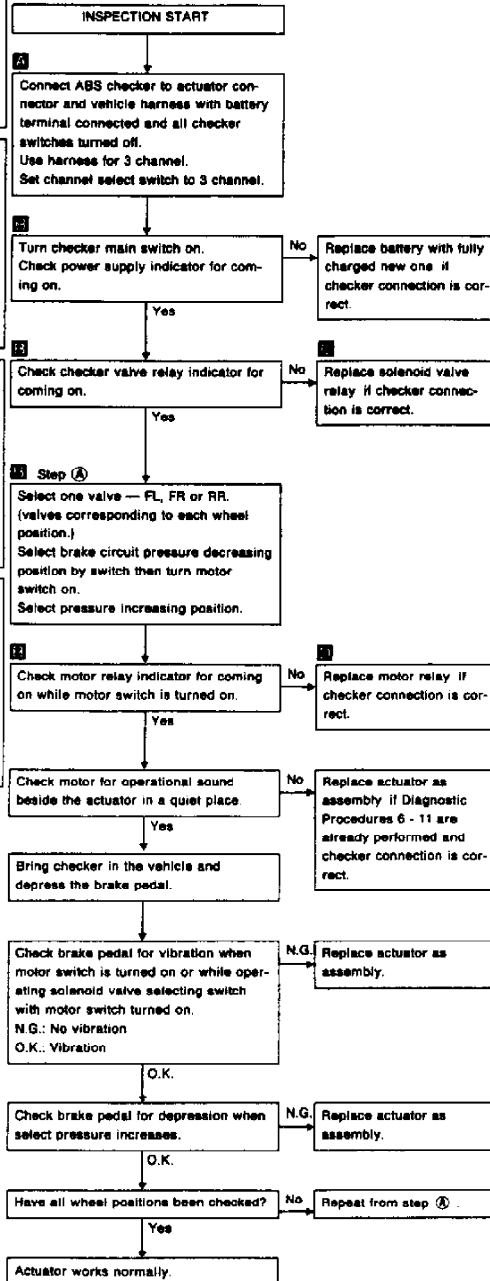 INSPECTION START
A
Connect ABS checker to actuator con-
nector and vehicle harness with battery
terminal connected and all checker
switches turned off.
Use harness for 3 channel.
Set channel select switch to 3 channel.
Turn checker main switch on.
Check power supply indicator for com-
ing on.
No
Replace battery with fully
charged new one if
checker connection is cor-
rect.
Yes
B
Check checker valve relay indicator for
coming on.
No
Replace solenoid valve
relay if checker connec-
tion is correct.
Yes
Step Ⓐ
Select one valve — FL, FR or RR.
(valves corresponding to each wheel
position.)
Select brake circuit pressure decreasing
position by switch then turn motor
switch on.
Select pressure increasing position.
Check motor relay indicator for coming
on while motor switch is turned on.
No
Replace motor relay if
checker connection is cor-
rect.
Yes
Check motor for operational sound
beside the actuator in a quiet place.
No
Replace actuator as
assembly if Diagnostic
Procedures 6 - 11 are
already performed and
checker connection is cor-
rect.
Yes
Bring checker in the vehicle and
depress the brake pedal.
Check brake pedal for vibration when
motor switch is turned on or while oper-
ating solenoid valve selecting switch
with motor switch turned on.
N.G.: No vibration
O.K.: Vibration
N.G.
Replace actuator as
assembly.
O.K.
Check brake pedal for depression when
select pressure increases.
N.G.
Replace actuator as
assembly.
O.K.
Have all wheel positions been checked?
No
Repeat from step Ⓐ.
Yes
Actuator works normally.